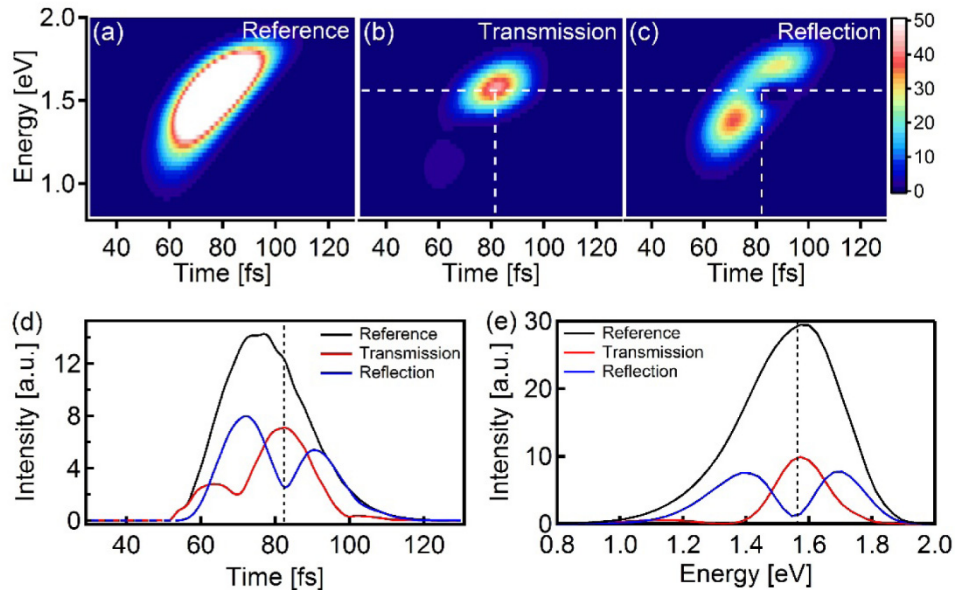 (a) Reference
(b) Transmission
(c) Reflection
Energy [eV]
2.0
1.5
1.0
50
40
30
20
10
0
40 60 80 100 120
40 60 80 100 120
40 60 80 100 120
Time [fs]
Time [fs]
Time [fs]
(d)
Reference
Transmission
Reflection
Intensity [a.u.]
12
8
4
0
40 60 80 100 120
Time [fs]
(e)
Reference
Transmission
Reflection
Intensity [a.u.]
30
20
10
0
0.8 1.0 1.2 1.4 1.6 1.8 2.0
Energy [eV]